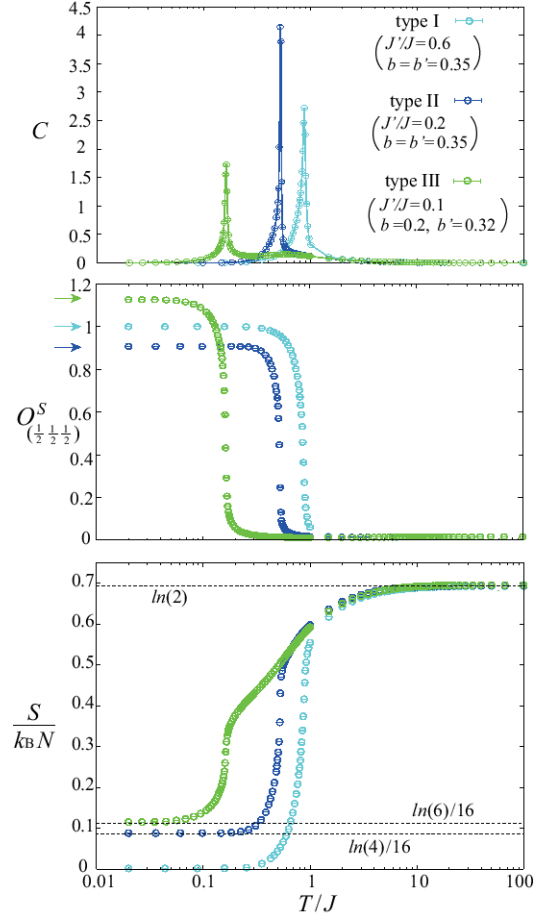 4.5
4
3.5
3
2.5
2
1.5
1
0.5
0
C
type I
(J'/J=0.6
b=b'=0.35)
type II
(J'/J=0.2
b=b'=0.35)
type III
(J'/J=0.1
b=0.2, b'=0.32)
1.2
1
0.8
0.6
0.4
0.2
0
O^S_(1/2 1/2 1/2)
0.7
0.6
0.5
0.4
0.3
0.2
0.1
0
S/k_B N
ln(2)
ln(6)/16
ln(4)/16
0.01
0.1
1
10
100
T/J